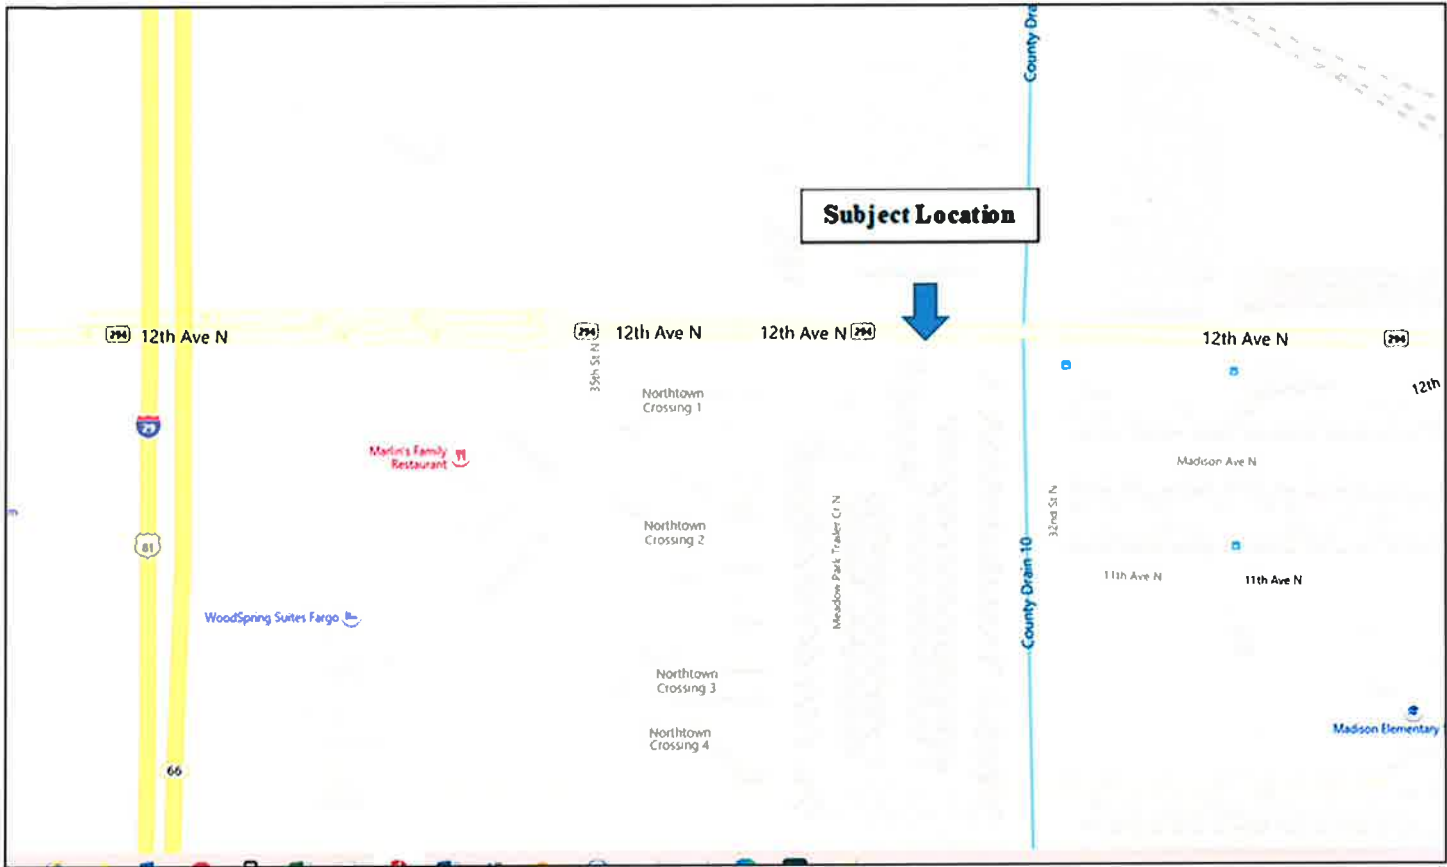 County Dra
Subject Location
294 12th Ave N
294 12th Ave N
12th Ave N 294
12th Ave N
294
35th St N
12th
Northtown
Crossing 1
29
Marlin's Family
Restaurant
Madison Ave N
m
Northtown
Crossing 2
Meadow Park Trailer Ct N
32nd St N
81
County Drain 10
11th Ave N
11th Ave N
WoodSpring Suites Fargo
Northtown
Crossing 3
Northtown
Crossing 4
Madison Elementary
66